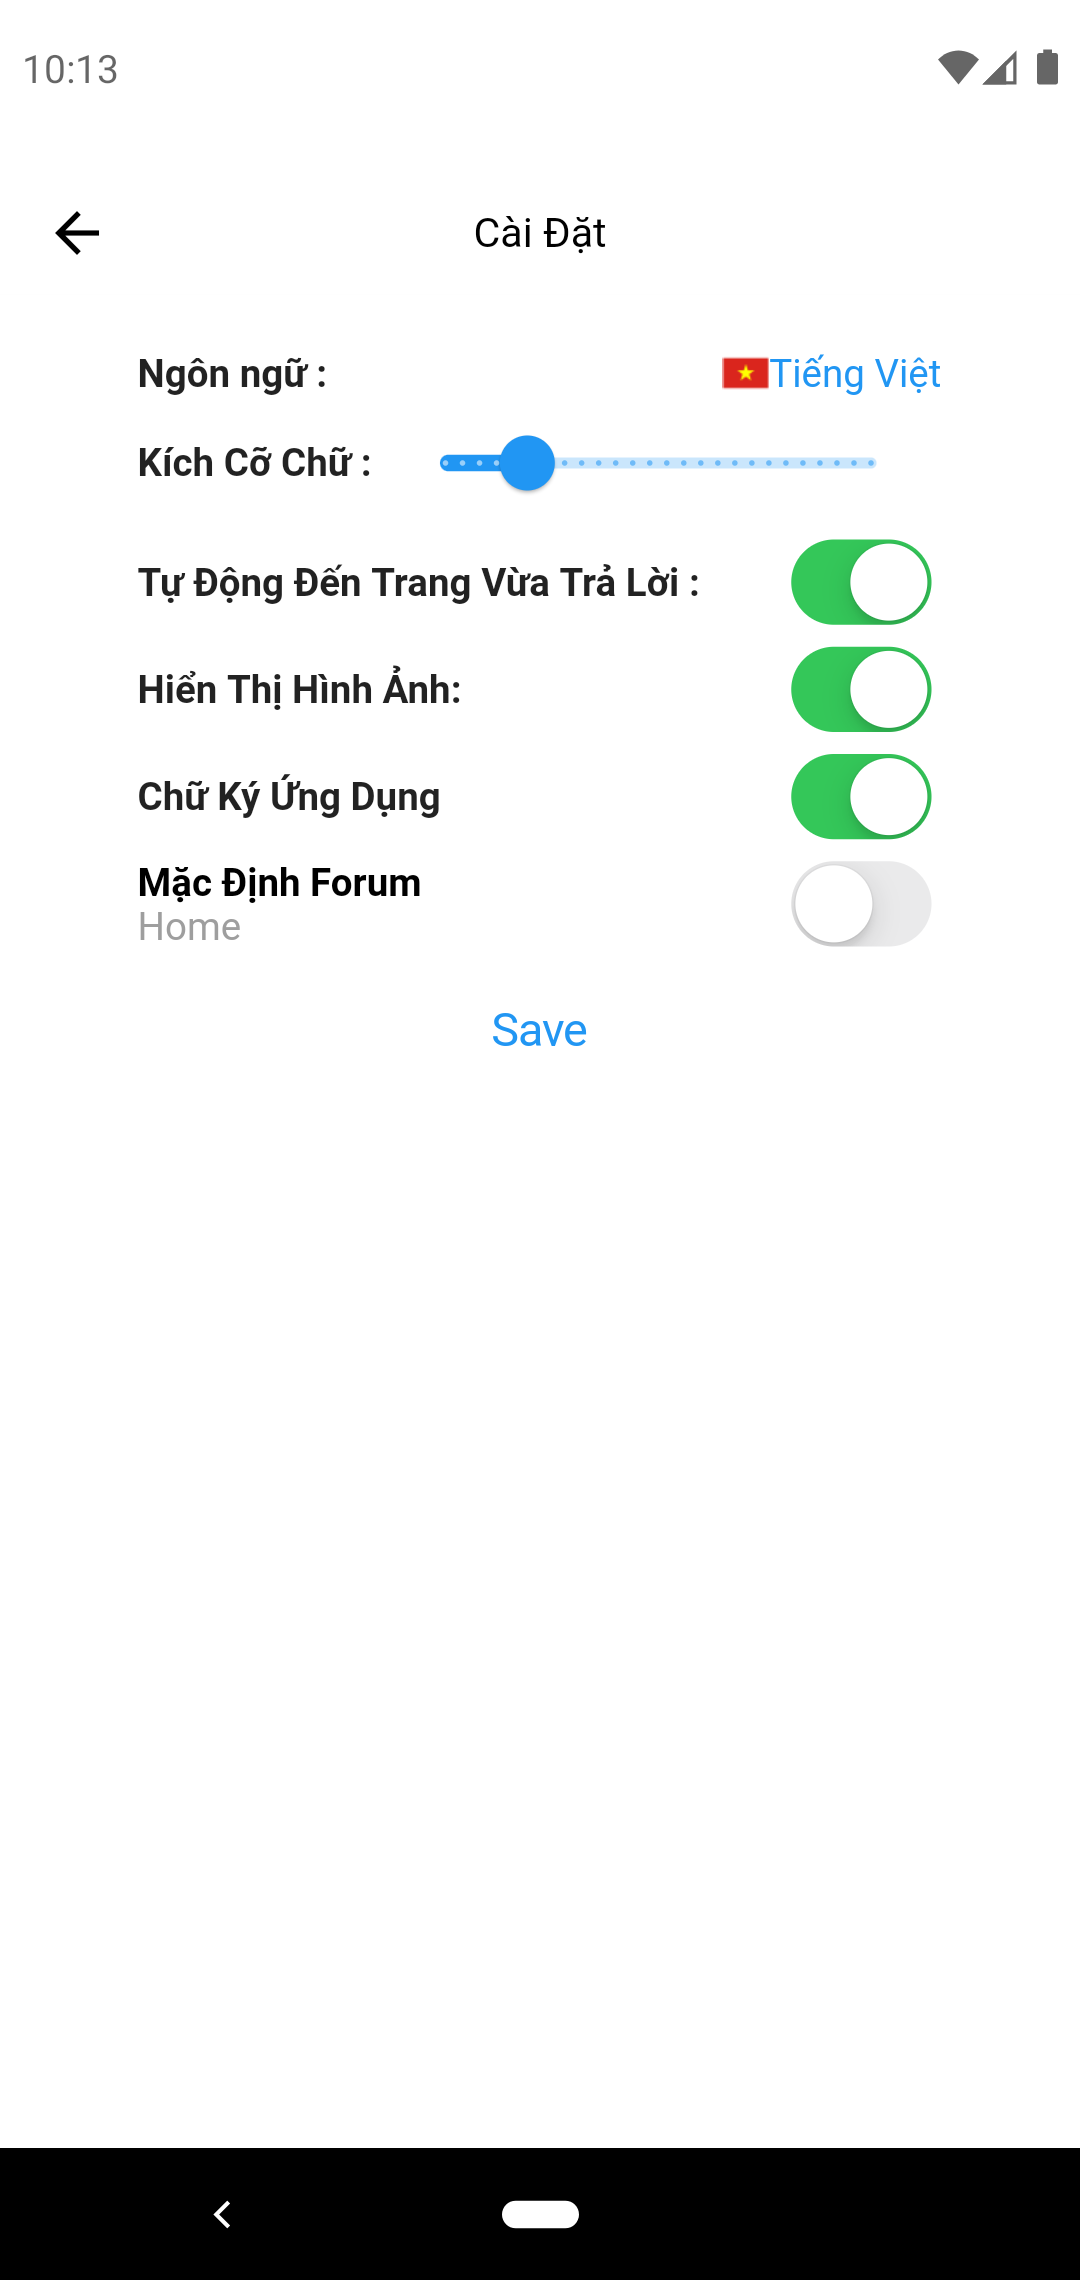 10:13
Cài Đặt
Ngôn ngữ : Tiếng Việt
Kích Cỡ Chữ :
Tự Động Đến Trang Vừa Trả Lời :
Hiển Thị Hình Ảnh:
Chữ Ký Ứng Dụng
Mặc Định Forum
Home
Save